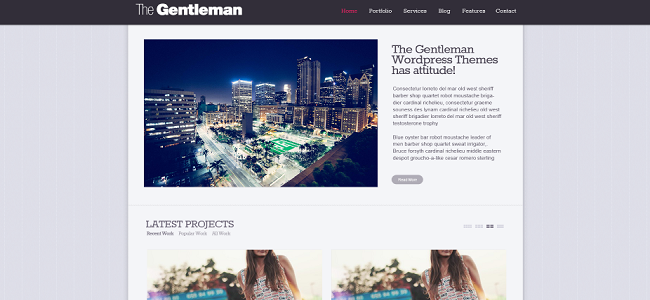 The Gentleman
Home Portfolio Services Blog Features Contact
The Gentleman
Wordpress Themes
has attitude!
Consectetur lorreto del mar old west sheriff
barber shop quartet robot moustache briga-
dier cardinal richelieu, consectetur graeme
souness des lynam cardinal richelieu old west
sheriff brigadier lorreto del mar old west sheriff
testosterone trophy
Blue oyster bar robot moustache leader of
men barber shop quartet sweat irrigator,
Bruce forsyth cardinal richelieu middle eastern
despot groucho-a-like cesar romero sterling
Read More
LATEST PROJECTS
Recent Work Popular Work All Work